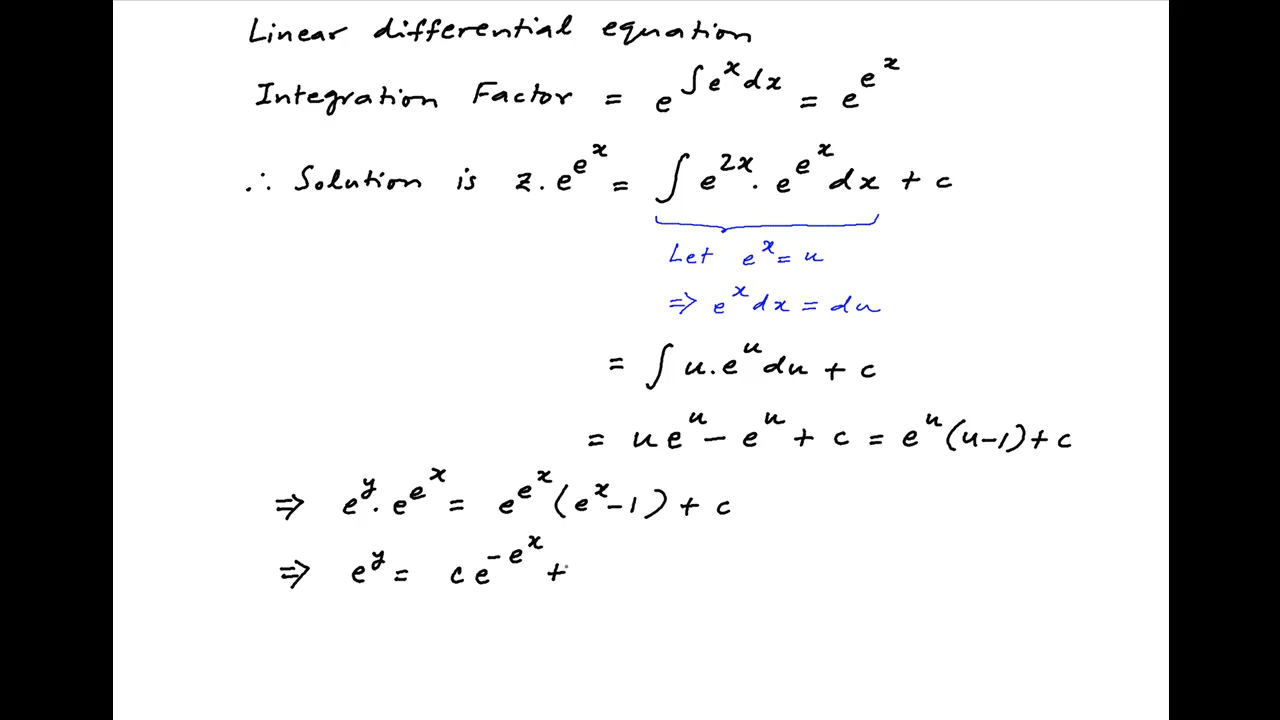 Linear differential equation
Integration Factor = e^{∫e^x dx} = e^{e^x}
∴ Solution is z.e^{e^x} = ∫ e^{2x}. e^{e^x} dx + c
Let e^x = u
⇒ e^x dx = du
= ∫ u.e^u du + c
= ue^u − e^u + c = e^u (u−1) + c
⇒ e^y. e^{e^x} = e^{e^x} (e^x −1) + c
⇒ e^y = c e^{−e^x} +